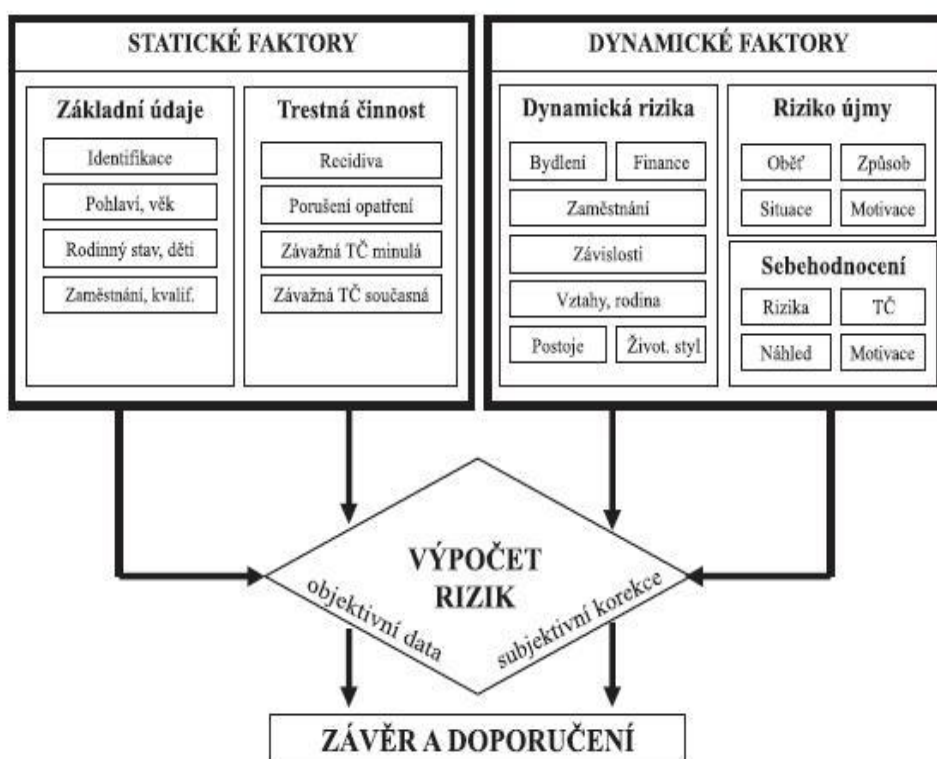 STATICKÉ FAKTORY
Základní údaje
Identifikace
Pohlaví, věk
Rodinný stav, děti
Zaměstnání, kvalif.
Trestná činnost
Recidiva
Porušení opatření
Závažná TČ minulá
Závažná TČ současná
DYNAMICKÉ FAKTORY
Dynamická rizika
Bydlení
Finance
Zaměstnání
Závislosti
Vztahy, rodina
Postoje
Život. styl
Riziko újmy
Oběť
Způsob
Situace
Motivace
Sebehodnocení
Rizika
TČ
Náhled
Motivace
VÝPOČET
RIZIK
objektivní data
subjektivní korekce
ZÁVĚR A DOPORUČENÍ